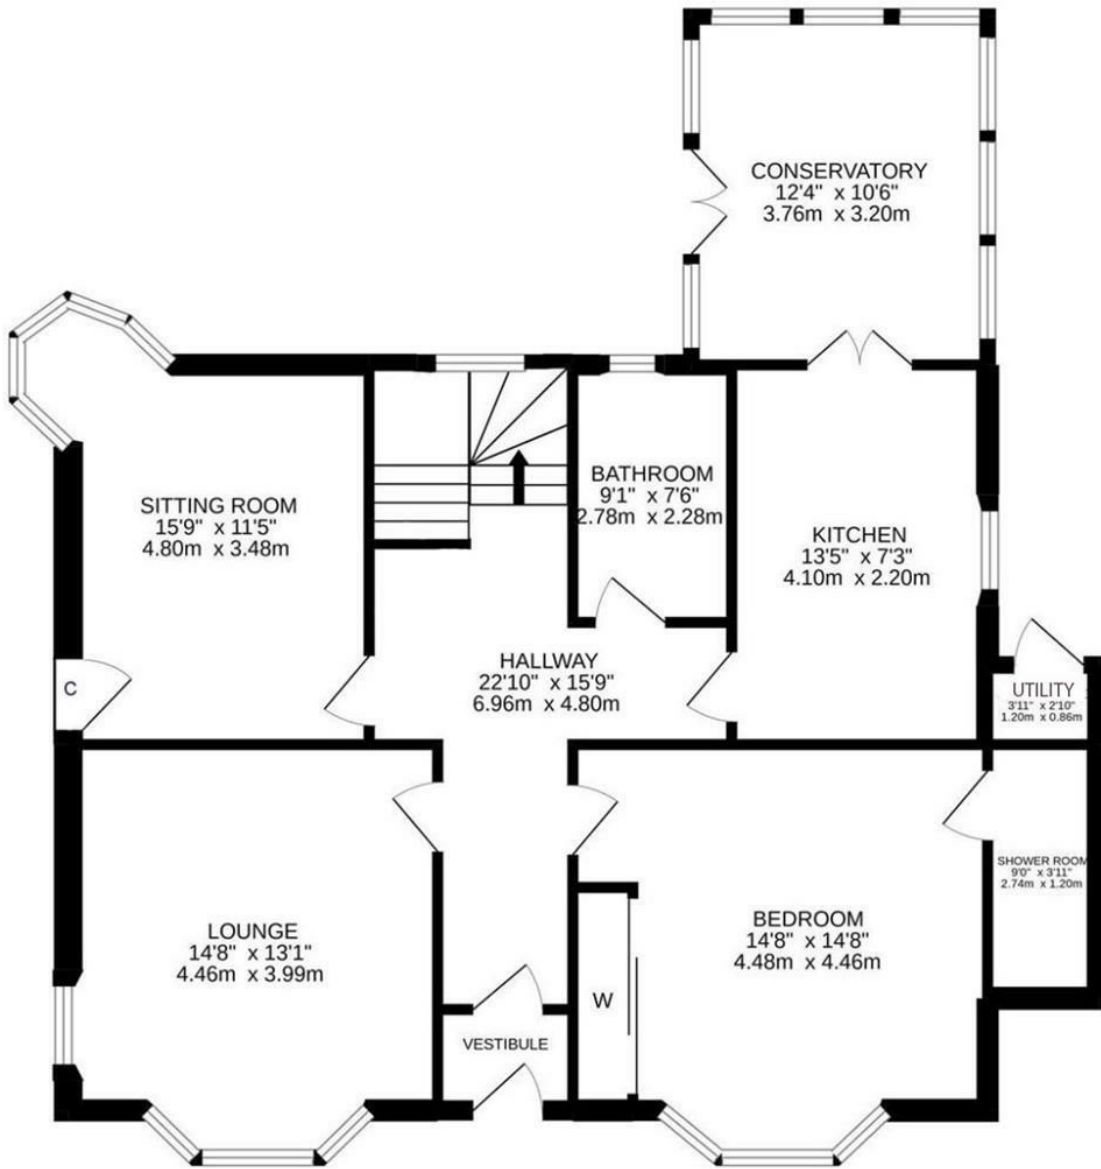 CONSERVATORY
12'4" x 10'6"
3.76m x 3.20m
SITTING ROOM
15'9" x 11'5"
4.80m x 3.48m
BATHROOM
9'1" x 7'6"
2.78m x 2.28m
KITCHEN
13'5" x 7'3"
4.10m x 2.20m
HALLWAY
22'10" x 15'9"
6.96m x 4.80m
C
UTILITY
3'11" x 2'10"
1.20m x 0.86m
SHOWER ROOM
9'0" x 3'11"
2.74m x 1.20m
LOUNGE
14'8" x 13'1"
4.46m x 3.99m
BEDROOM
14'8" x 14'8"
4.48m x 4.46m
W
VESTIBULE